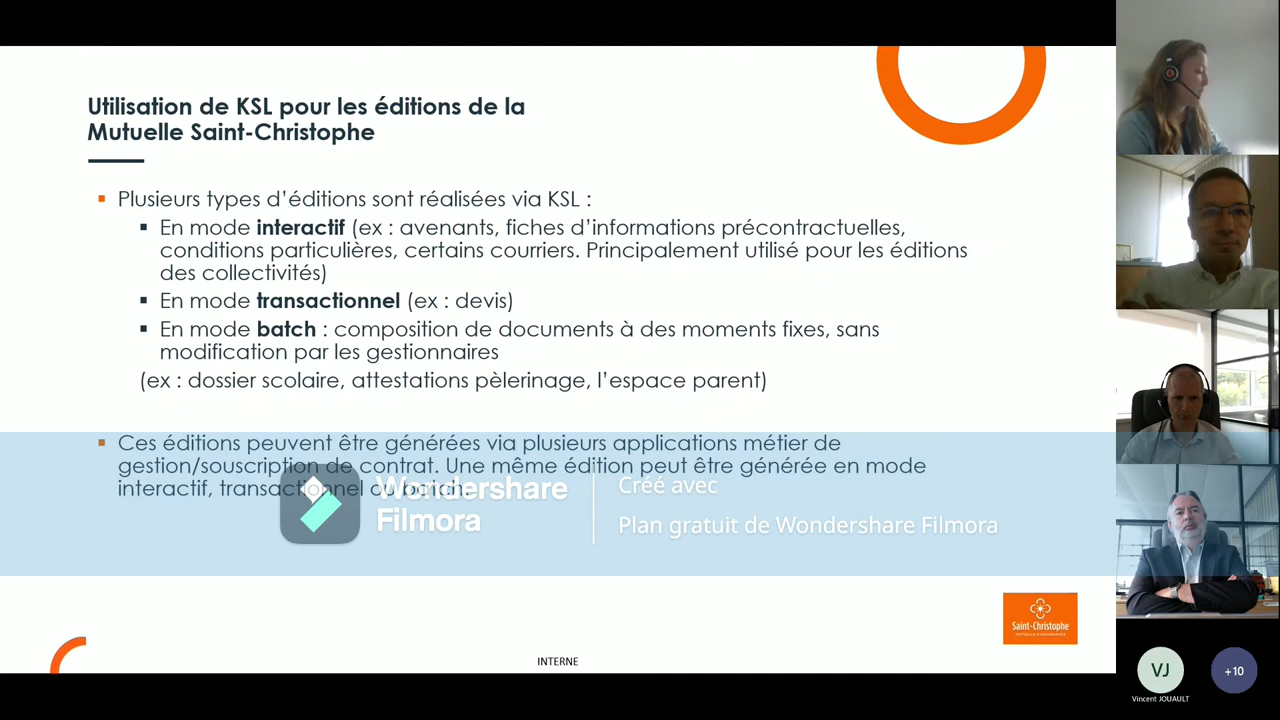 Utilisation de KSL pour les éditions de la
Mutuelle Saint-Christophe
Plusieurs types d'éditions sont réalisées via KSL :
En mode interactif (ex : avenants, fiches d'informations précontractuelles,
conditions particulières, certains courriers. Principalement utilisé pour les éditions
des collectivités)
En mode transactionnel (ex : devis)
En mode batch : composition de documents à des moments fixes, sans
modification par les gestionnaires
(ex : dossier scolaire, attestations pèlerinage, l'espace parent)
Ces éditions peuvent être générées via plusieurs applications métier de
gestion/souscription de contrat. Une même édition peut être générée en mode
interactif, transactionnel ou batch.
Wondershare
Filmora
Créé avec
Plan gratuit de Wondershare Filmora
Saint-Christophe
MUTUELLE D'ASSURANCES
INTERNE
VJ
+10
Vincent JOUAULT